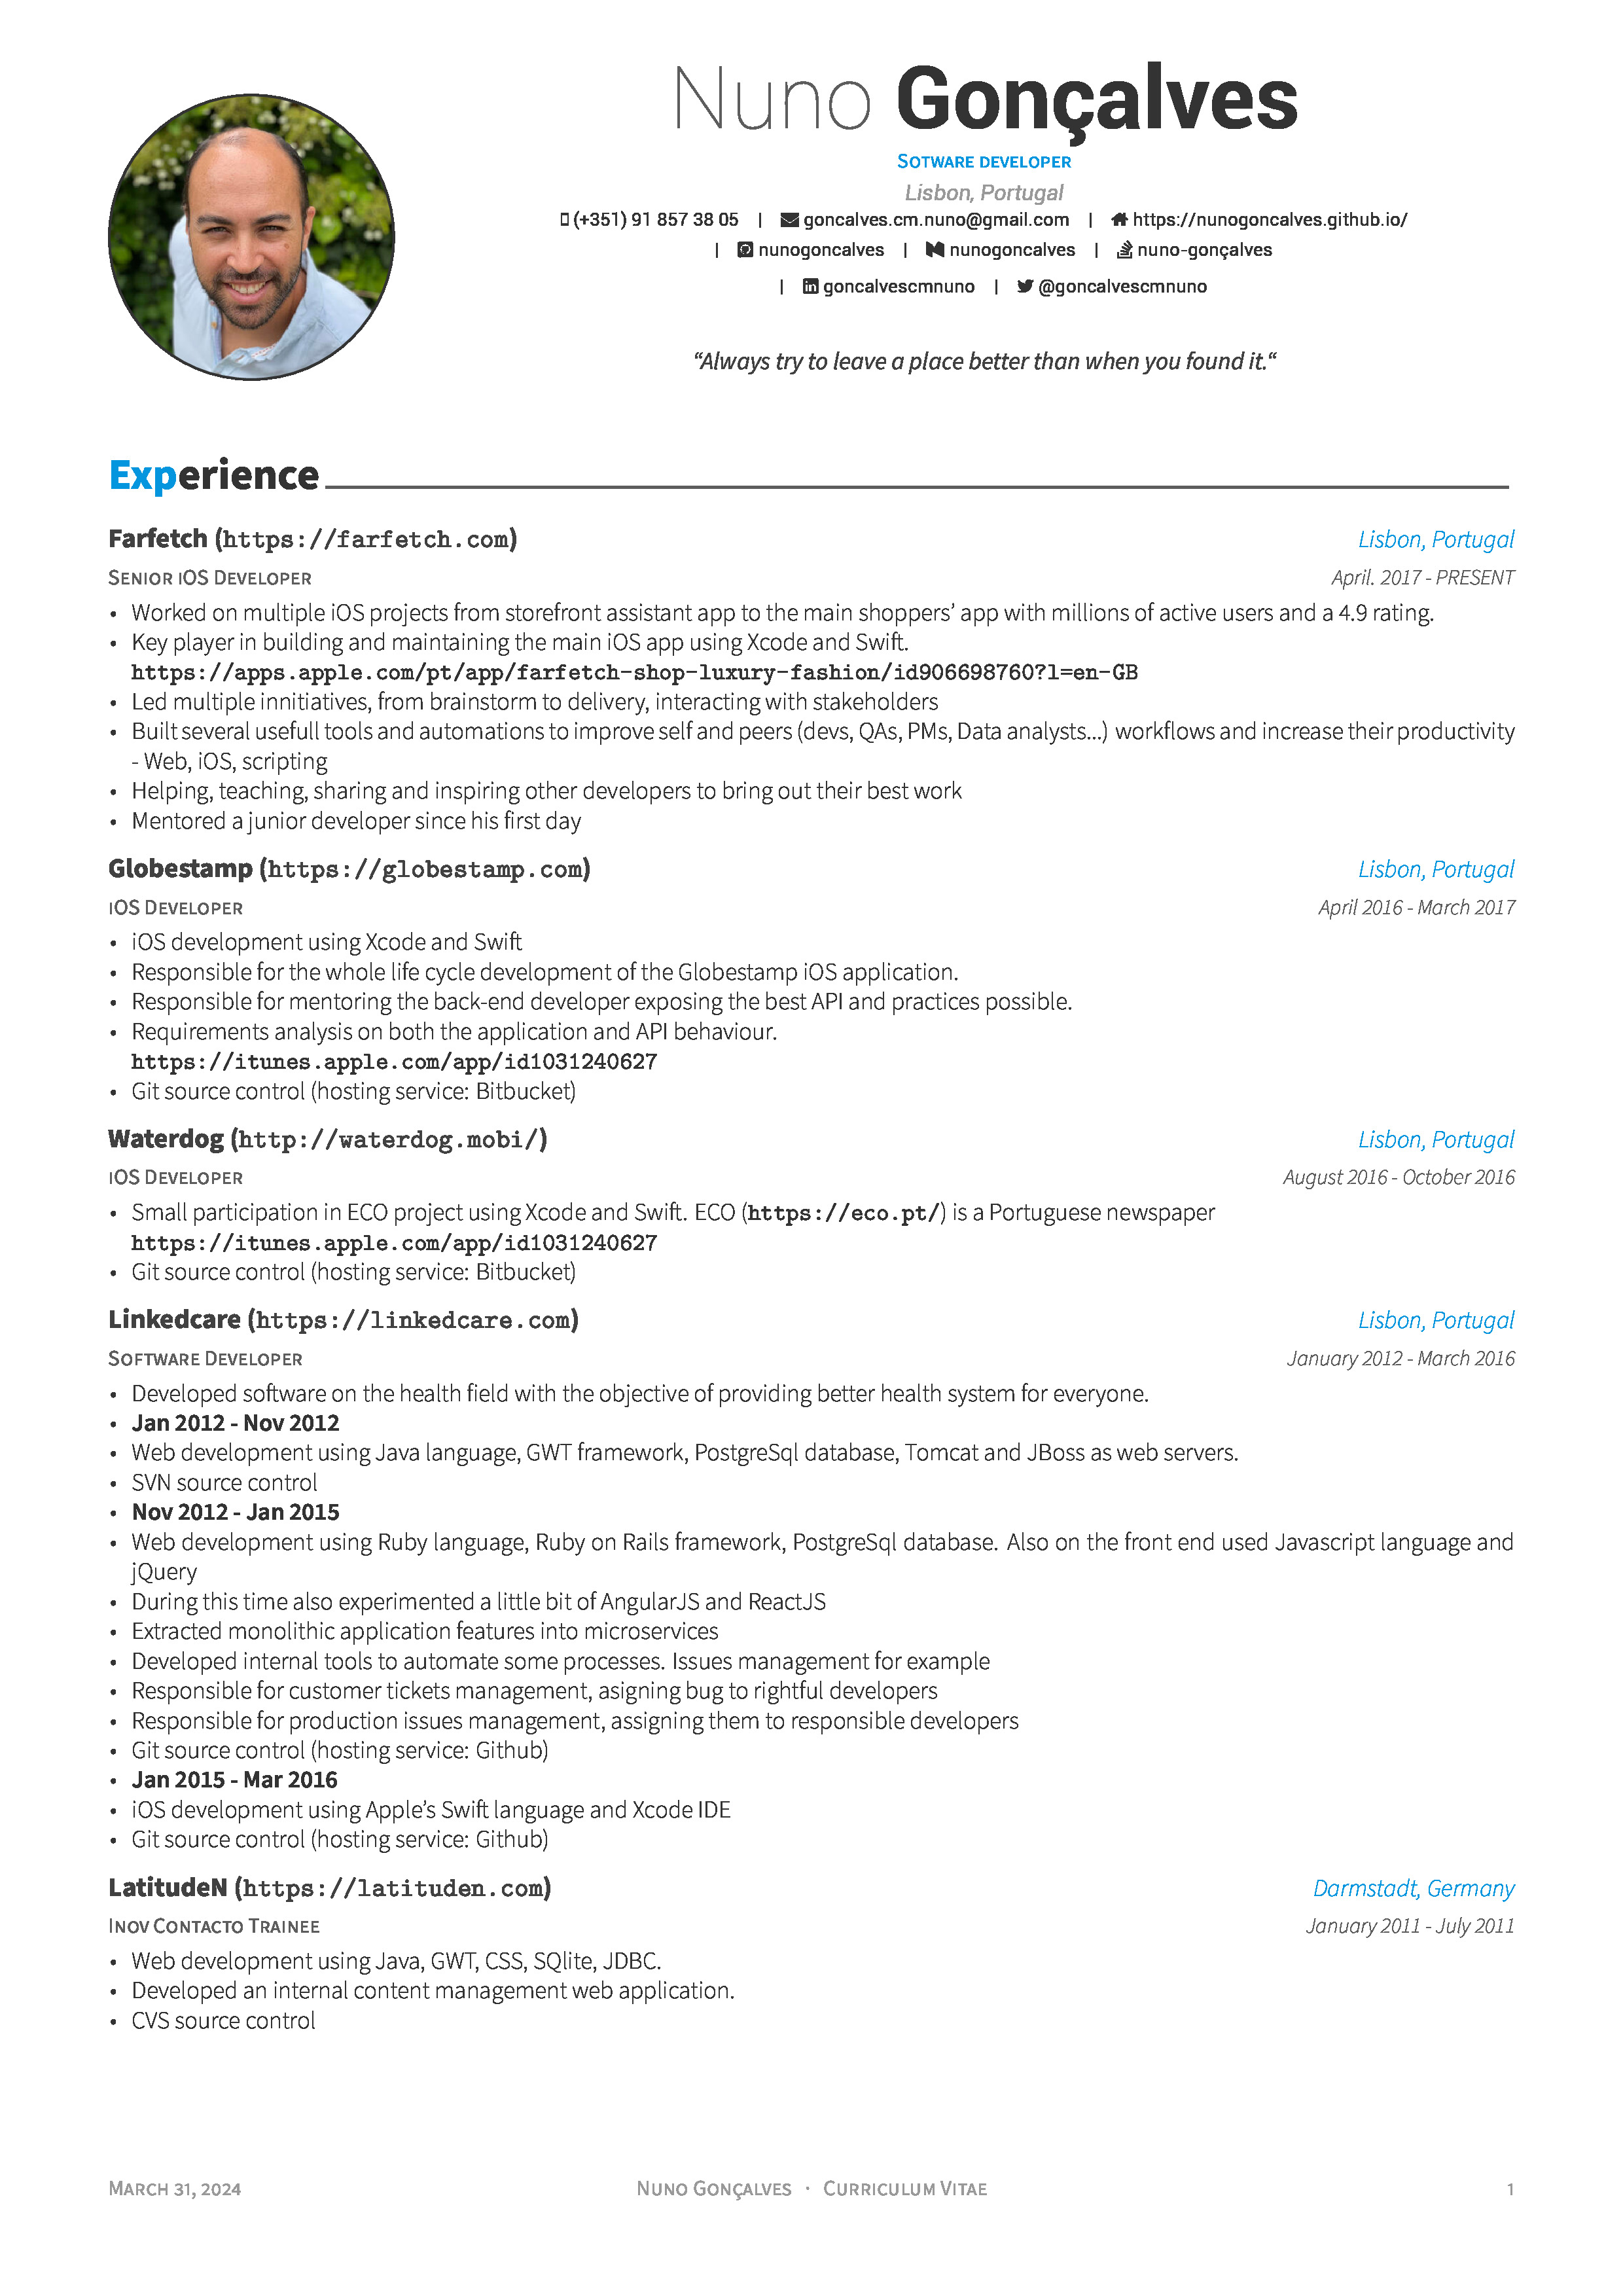 Nuno Gonçalves
Sotware developer
Lisbon, Portugal
(+351) 91 857 38 05 | goncalves.cm.nuno@gmail.com | https://nunogoncalves.github.io/
| nunogoncalves | nunogoncalves | nuno-gonçalves
| goncalvescmnuno | @goncalvescmnuno
“Always try to leave a place better than when you found it.“
Experience
Farfetch (https://farfetch.com) Lisbon, Portugal
Senior iOS Developer April. 2017 - PRESENT
• Worked on multiple iOS projects from storefront assistant app to the main shoppers’ app with millions of active users and a 4.9 rating.
• Key player in building and maintaining the main iOS app using Xcode and Swift.
https://apps.apple.com/pt/app/farfetch-shop-luxury-fashion/id906698760?l=en-GB
• Led multiple innitiatives, from brainstorm to delivery, interacting with stakeholders
• Built several usefull tools and automations to improve self and peers (devs, QAs, PMs, Data analysts...) workflows and increase their productivity
- Web, iOS, scripting
• Helping, teaching, sharing and inspiring other developers to bring out their best work
• Mentored a junior developer since his first day
Globestamp (https://globestamp.com) Lisbon, Portugal
iOS Developer April 2016 - March 2017
• iOS development using Xcode and Swift
• Responsible for the whole life cycle development of the Globestamp iOS application.
• Responsible for mentoring the back-end developer exposing the best API and practices possible.
• Requirements analysis on both the application and API behaviour.
https://itunes.apple.com/app/id1031240627
• Git source control (hosting service: Bitbucket)
Waterdog (http://waterdog.mobi/) Lisbon, Portugal
iOS Developer August 2016 - October 2016
• Small participation in ECO project using Xcode and Swift. ECO (https://eco.pt/) is a Portuguese newspaper
https://itunes.apple.com/app/id1031240627
• Git source control (hosting service: Bitbucket)
Linkedcare (https://linkedcare.com) Lisbon, Portugal
Software Developer January 2012 - March 2016
• Developed software on the health field with the objective of providing better health system for everyone.
• Jan 2012 - Nov 2012
• Web development using Java language, GWT framework, PostgreSql database, Tomcat and JBoss as web servers.
• SVN source control
• Nov 2012 - Jan 2015
• Web development using Ruby language, Ruby on Rails framework, PostgreSql database. Also on the front end used Javascript language and
jQuery
• During this time also experimented a little bit of AngularJS and ReactJS
• Extracted monolithic application features into microservices
• Developed internal tools to automate some processes. Issues management for example
• Responsible for customer tickets management, asigning bug to rightful developers
• Responsible for production issues management, assigning them to responsible developers
• Git source control (hosting service: Github)
• Jan 2015 - Mar 2016
• iOS development using Apple’s Swift language and Xcode IDE
• Git source control (hosting service: Github)
LatitudeN (https://latituden.com) Darmstadt, Germany
Inov Contacto Trainee January 2011 - July 2011
• Web development using Java, GWT, CSS, SQlite, JDBC.
• Developed an internal content management web application.
• CVS source control
March 31, 2024 Nuno Gonçalves · Curriculum Vitae 1